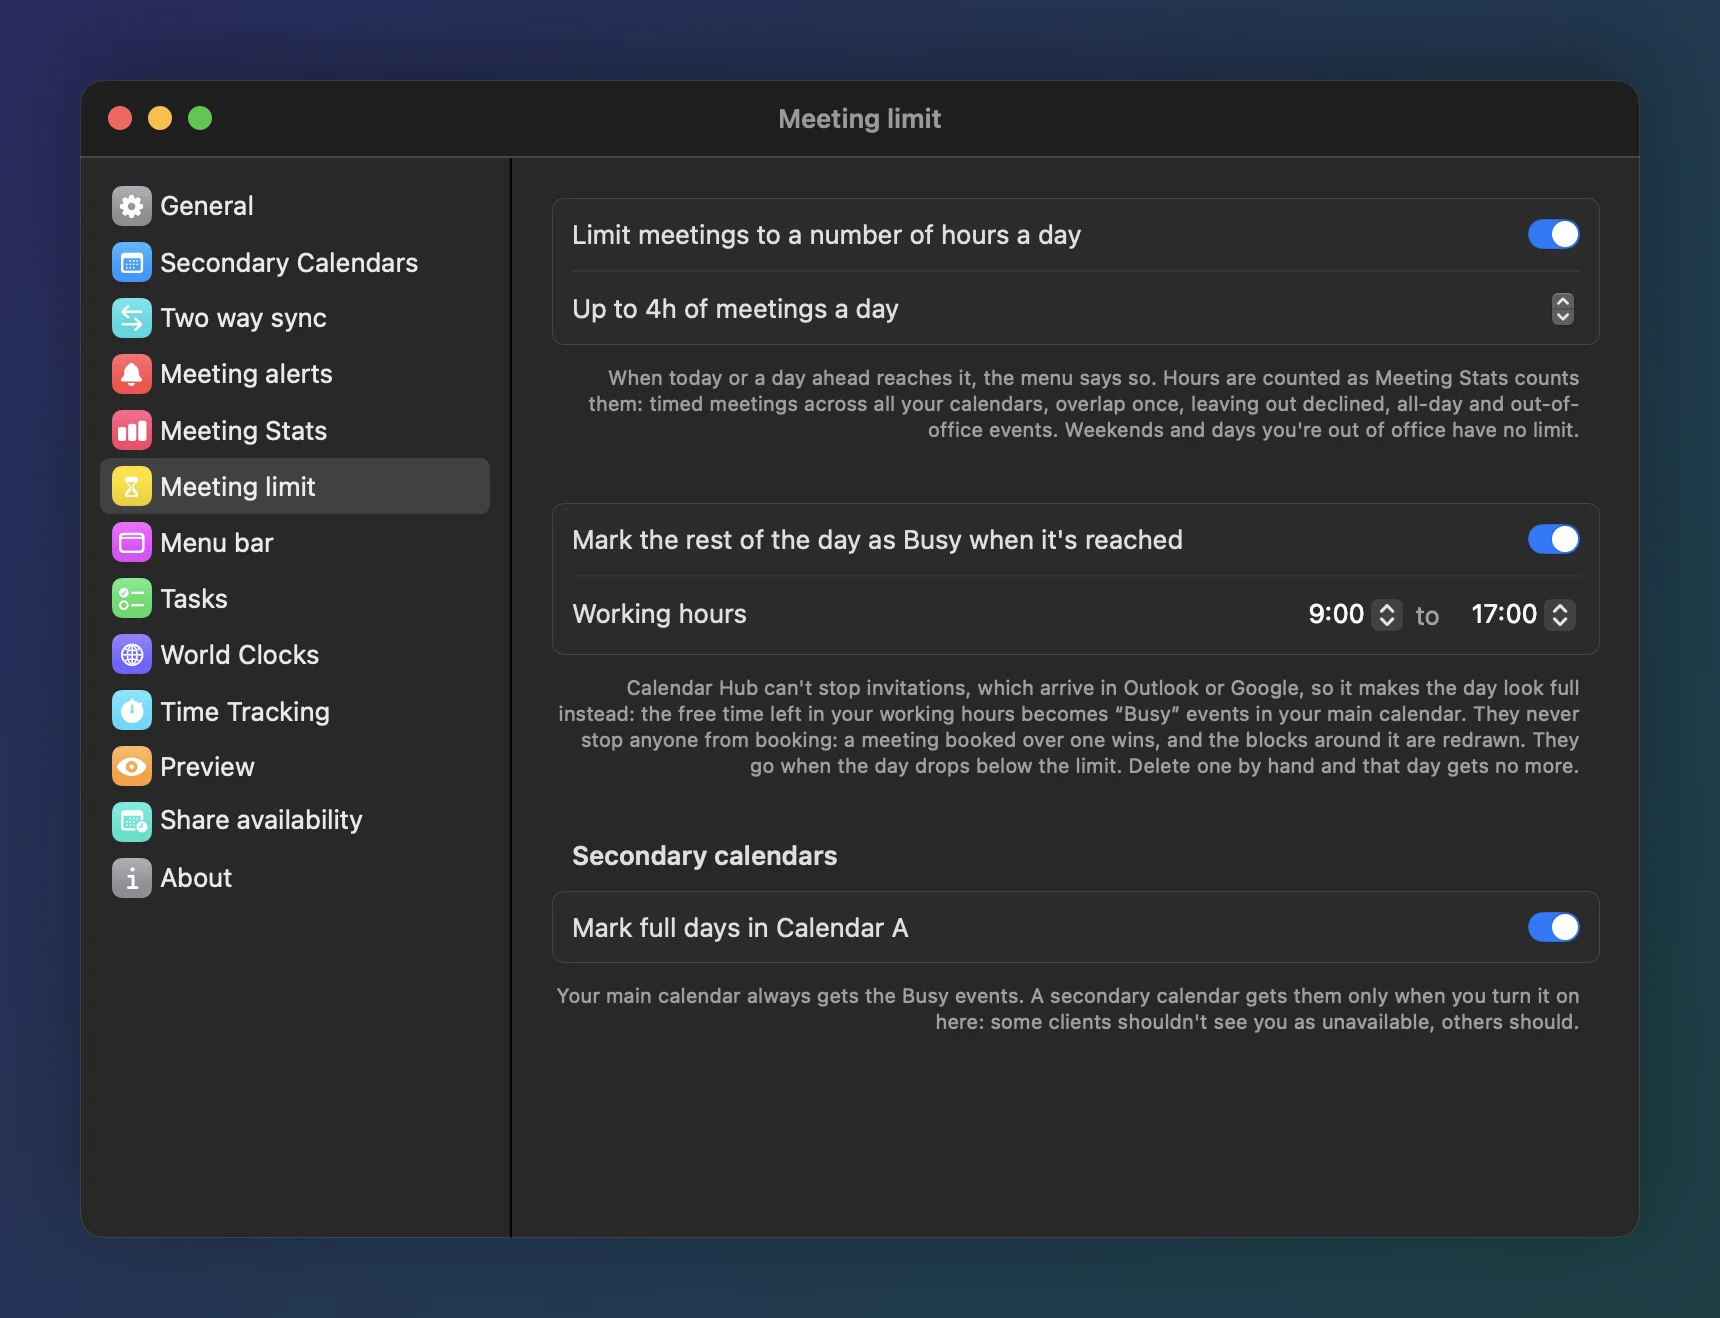 Meeting limit
General
Secondary Calendars
Two way sync
Meeting alerts
Meeting Stats
Meeting limit
Menu bar
Tasks
World Clocks
Time Tracking
Preview
Share availability
About
Limit meetings to a number of hours a day
Up to 4h of meetings a day
When today or a day ahead reaches it, the menu says so. Hours are counted as Meeting Stats counts
them: timed meetings across all your calendars, overlap once, leaving out declined, all-day and out-of-
office events. Weekends and days you're out of office have no limit.
Mark the rest of the day as Busy when it's reached
Working hours 9:00 to 17:00
Calendar Hub can't stop invitations, which arrive in Outlook or Google, so it makes the day look full
instead: the free time left in your working hours becomes “Busy” events in your main calendar. They never
stop anyone from booking: a meeting booked over one wins, and the blocks around it are redrawn. They
go when the day drops below the limit. Delete one by hand and that day gets no more.
Secondary calendars
Mark full days in Calendar A
Your main calendar always gets the Busy events. A secondary calendar gets them only when you turn it on
here: some clients shouldn't see you as unavailable, others should.